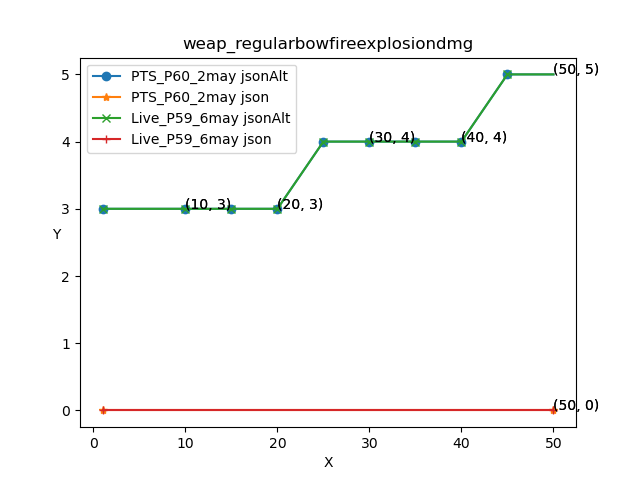 weap_regularbowfireexplosiondmg
PTS_P60_2may jsonAlt
PTS_P60_2may json
Live_P59_6may jsonAlt
Live_P59_6may json
(50, 5)
(30, 4)
(40, 4)
(10, 3)
(20, 3)
(50, 0)
5
4
3
2
1
0
Y
0 10 20 30 40 50
X